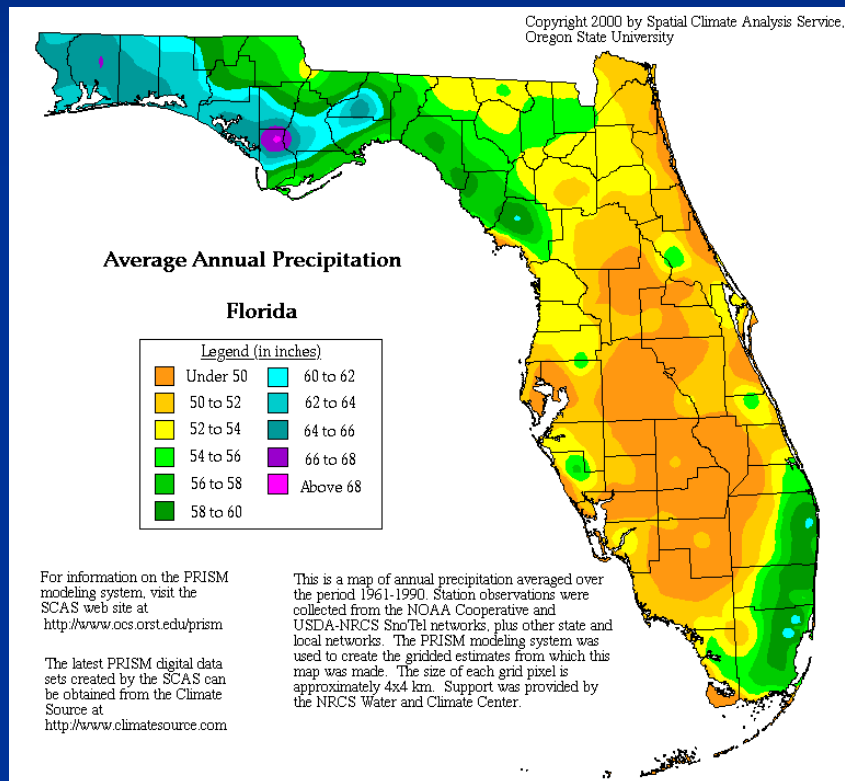 Copyright 2000 by Spatial Climate Analysis Service,
Oregon State University
Average Annual Precipitation
Florida
Legend (in inches)
Under 50
60 to 62
50 to 52
62 to 64
52 to 54
64 to 66
54 to 56
66 to 68
56 to 58
Above 68
58 to 60
For information on the PRISM
modeling system, visit the
SCAS web site at
http://www.ocs.orst.edu/prism
The latest PRISM digital data
sets created by the SCAS can
be obtained from the Climate
Source at
http://www.climatesource.com
This is a map of annual precipitation averaged over
the period 1961-1990. Station observations were
collected from the NOAA Cooperative and
USDA-NRCS SnoTel networks, plus other state and
local networks. The PRISM modeling system was
used to create the gridded estimates from which this
map was made. The size of each grid pixel is
approximately 4x4 km. Support was provided by
the NRCS Water and Climate Center.